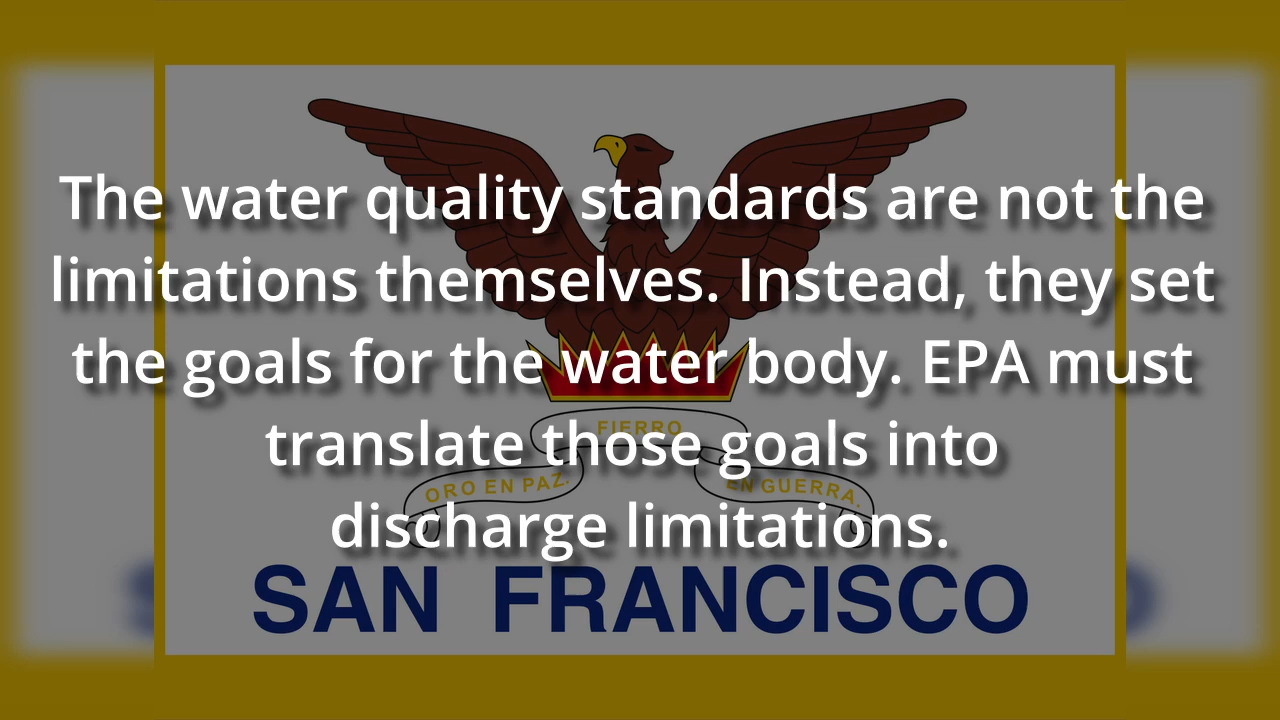 The water quality standards are not the
limitations themselves. Instead, they set
the goals for the water body. EPA must
translate those goals into
discharge limitations.
FIERRO
ORO EN PAZ.
EN GUERRA.
SAN FRANCISCO